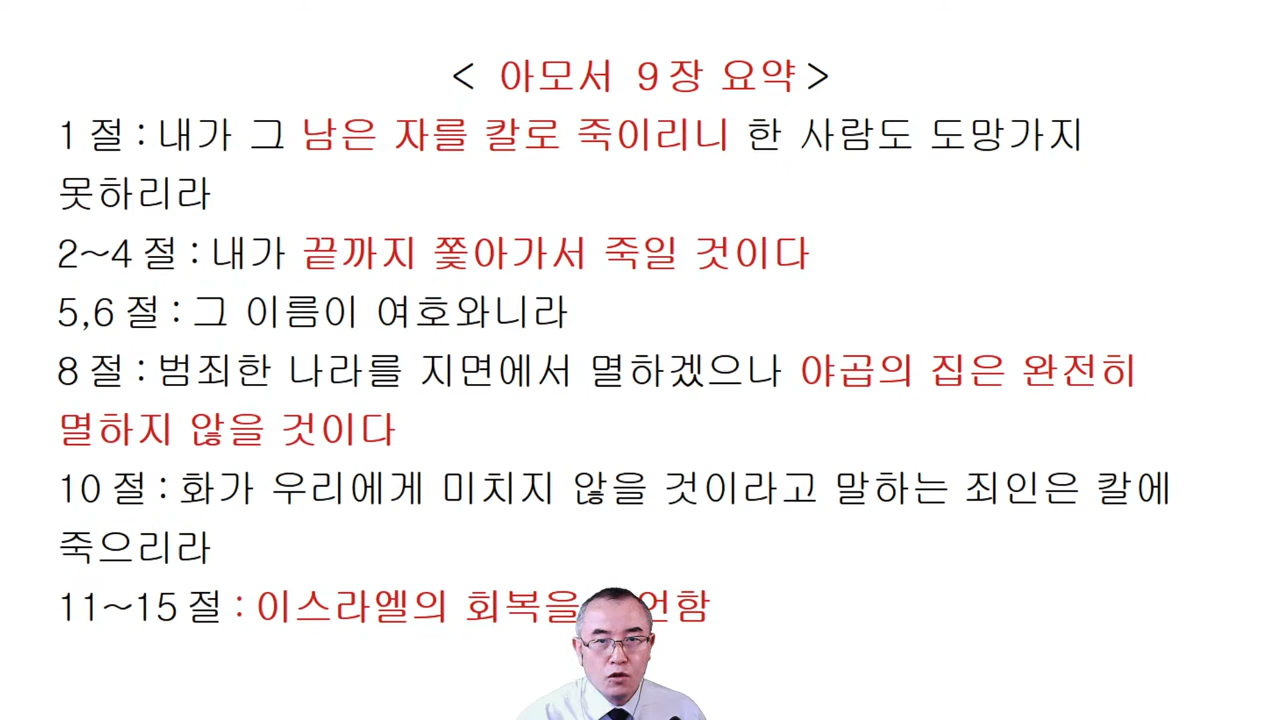 < 아모서 9장 요약>
1절 : 내가 그 남은 자를 칼로 죽이리니 한 사람도 도망가지
못하리라
2~4절 : 내가 끝까지 쫓아가서 죽일 것이다
5,6절 : 그 이름이 여호와니라
8절 : 범죄한 나라를 지면에서 멸하겠으나 야곱의 집은 완전히
멸하지 않을 것이다
10절 : 화가 우리에게 미치지 않을 것이라고 말하는 죄인은 칼에
죽으리라
11~15절 : 이스라엘의 회복을